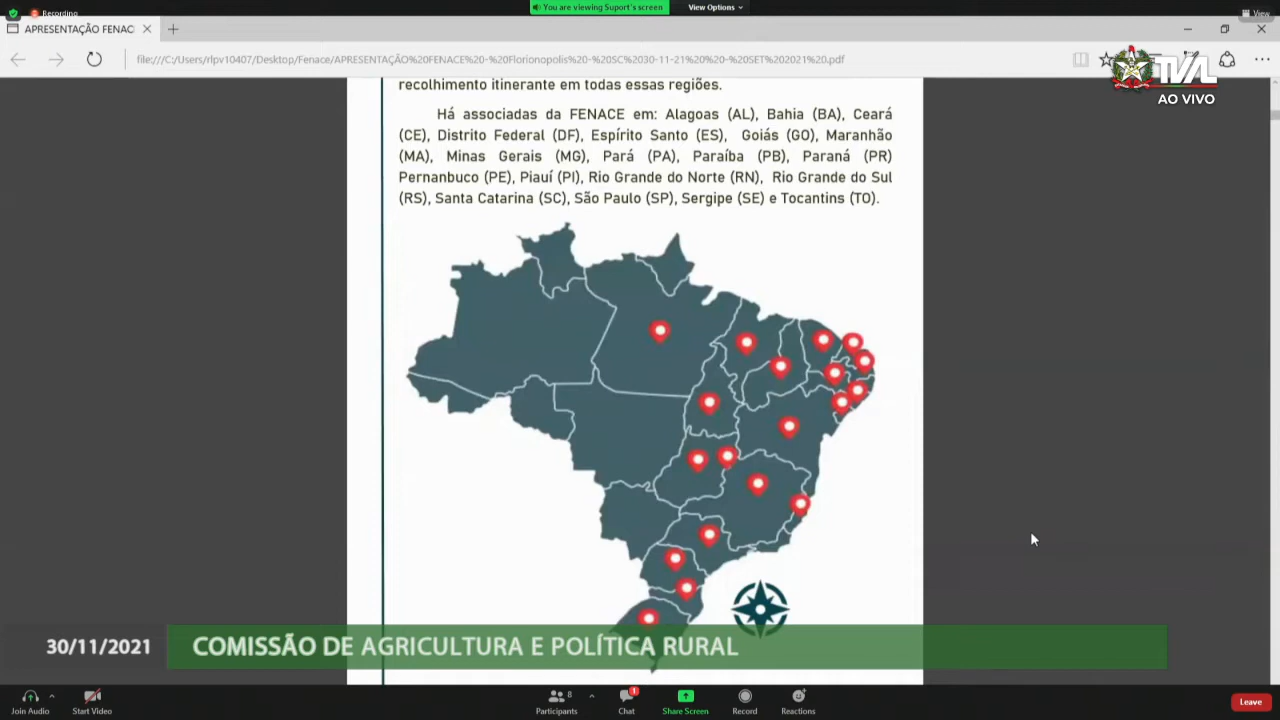 Recording
You are viewing Suport's screen
View Options
View
APRESENTAÇÃO FENAC
file:///C:/Users/rlpv10407/Desktop/Fenace/APRESENTAÇÃO%20FENACE%20-%20Florionopolis%20-%20SC%2030-11-21%20%20-%20SET%202021%20.pdf
TVAL
AO VIVO
recolhimento itinerante em todas essas regiões.
Há associadas da FENACE em: Alagoas (AL), Bahia (BA), Ceará
(CE), Distrito Federal (DF), Espírito Santo (ES), Goiás (GO), Maranhão
(MA), Minas Gerais (MG), Pará (PA), Paraíba (PB), Paraná (PR)
Pernanbuco (PE), Piauí (PI), Rio Grande do Norte (RN), Rio Grande do Sul
(RS), Santa Catarina (SC), São Paulo (SP), Sergipe (SE) e Tocantins (TO).
30/11/2021
COMISSÃO DE AGRICULTURA E POLÍTICA RURAL
Join Audio
Start Video
8
Participants
1
Chat
Share Screen
Record
Reactions
Leave